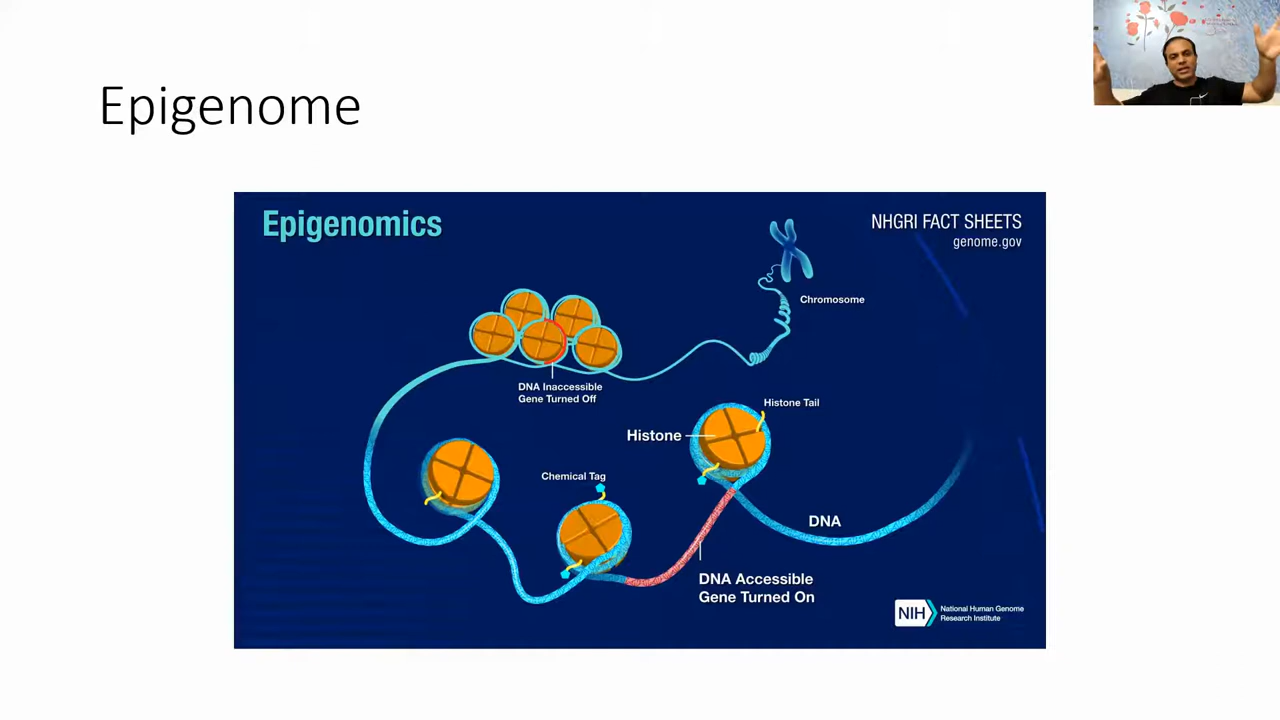 Epigenome
Epigenomics
NHGRI FACT SHEETS
genome.gov
Chromosome
DNA Inaccessible
Gene Turned Off
Histone Tail
Histone
Chemical Tag
DNA
DNA Accessible
Gene Turned On
NIH
National Human Genome
Research Institute